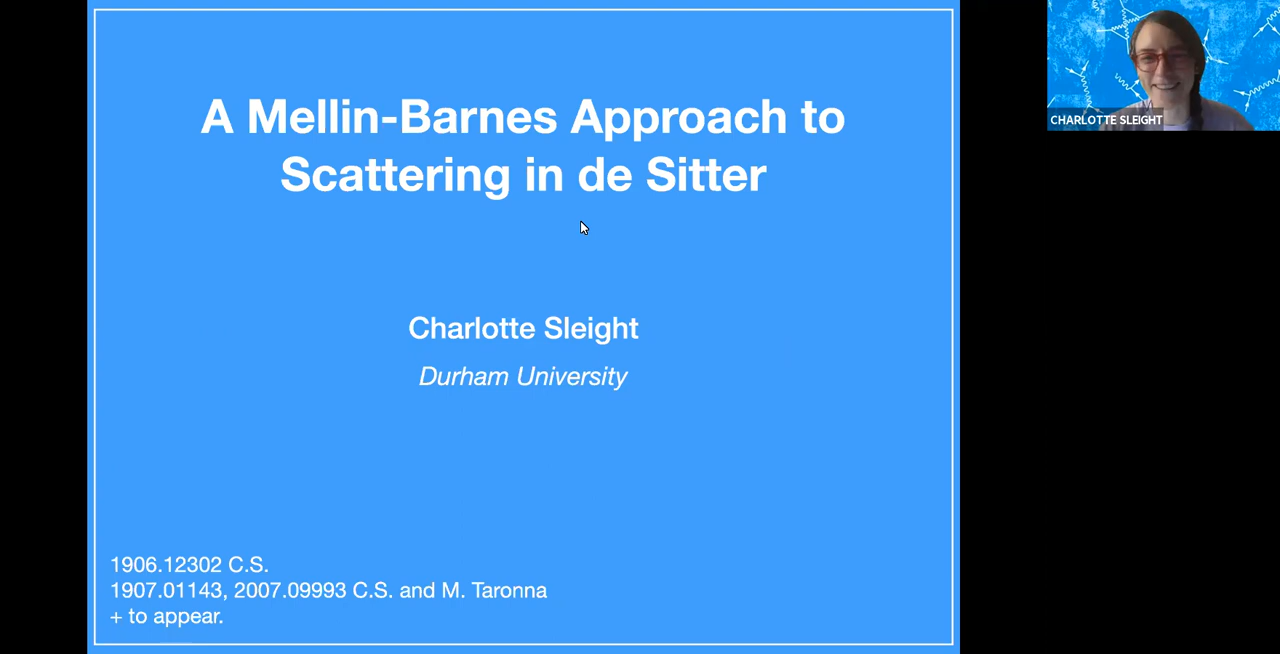 A Mellin-Barnes Approach to
Scattering in de Sitter
Charlotte Sleight
Durham University
1906.12302 C.S.
1907.01143, 2007.09993 C.S. and M. Taronna
+ to appear.
CHARLOTTE SLEIGHT